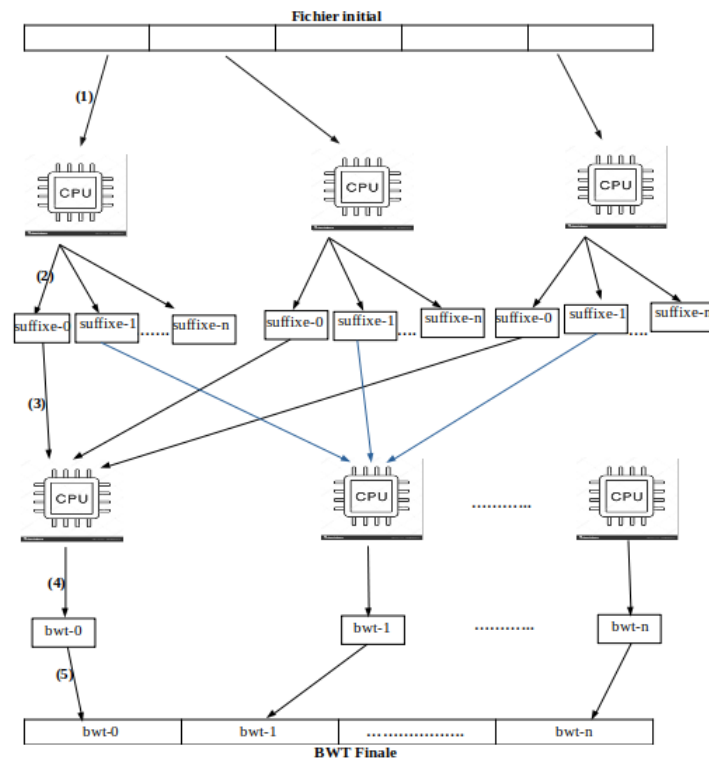 Fichier initial
(1)
CPU CPU CPU
(2)
suffixe-0 suffixe-1 ...... suffixe-n suffixe-0 suffixe-1 .... suffixe-n suffixe-0 suffixe-1 .... suffixe-n
(3)
CPU CPU ............ CPU
(4)
bwt-0 bwt-1 ............ bwt-n
(5)
bwt-0 bwt-1 .................... bwt-n
BWT Finale